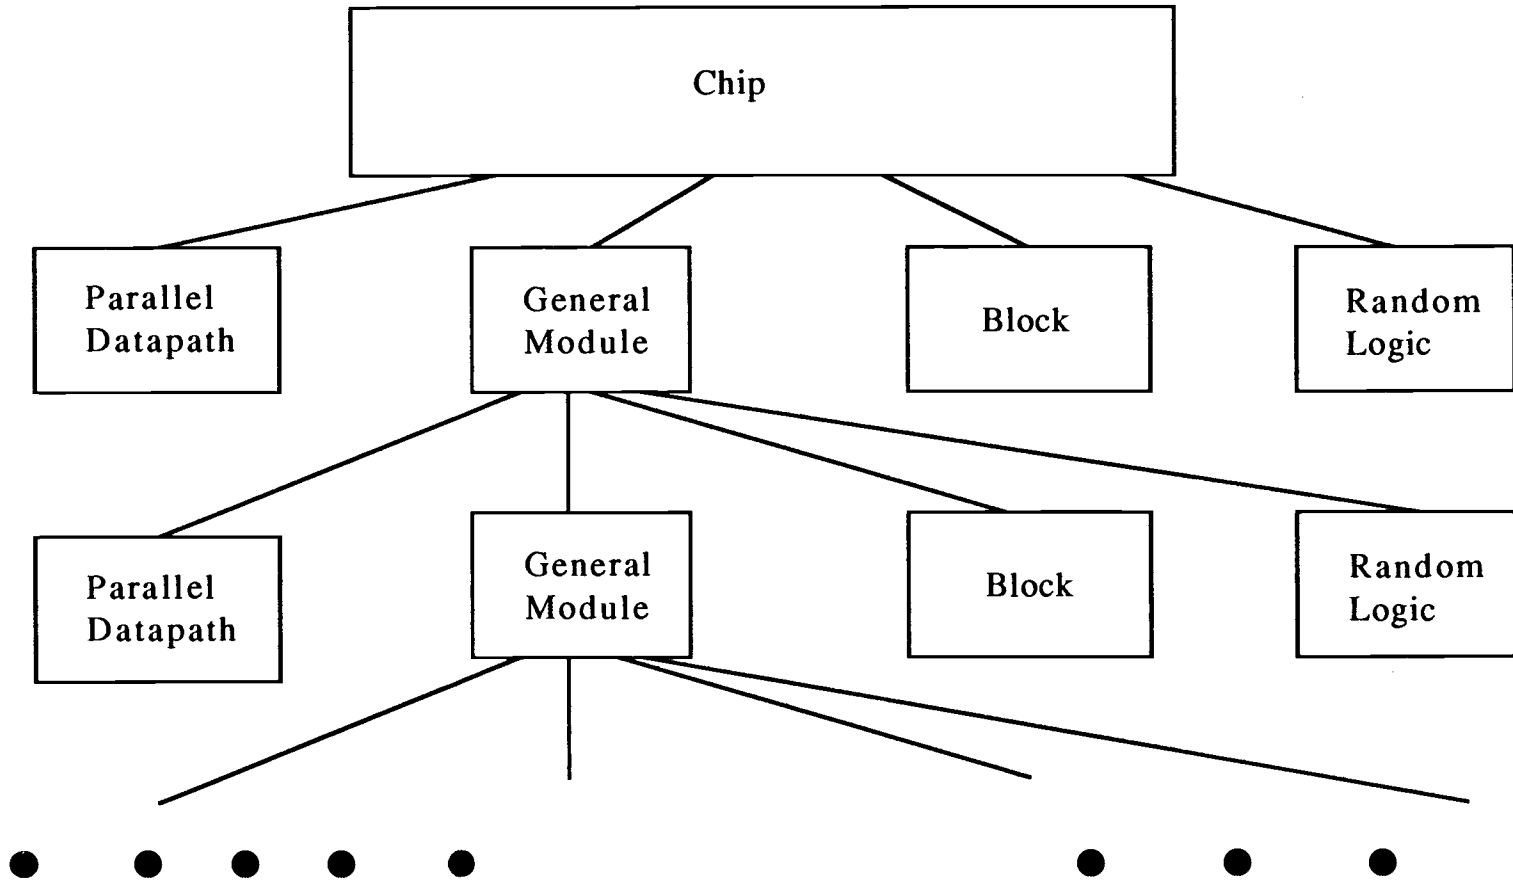 Chip
Parallel
Datapath
General
Module
Block
Random
Logic
Parallel
Datapath
General
Module
Block
Random
Logic